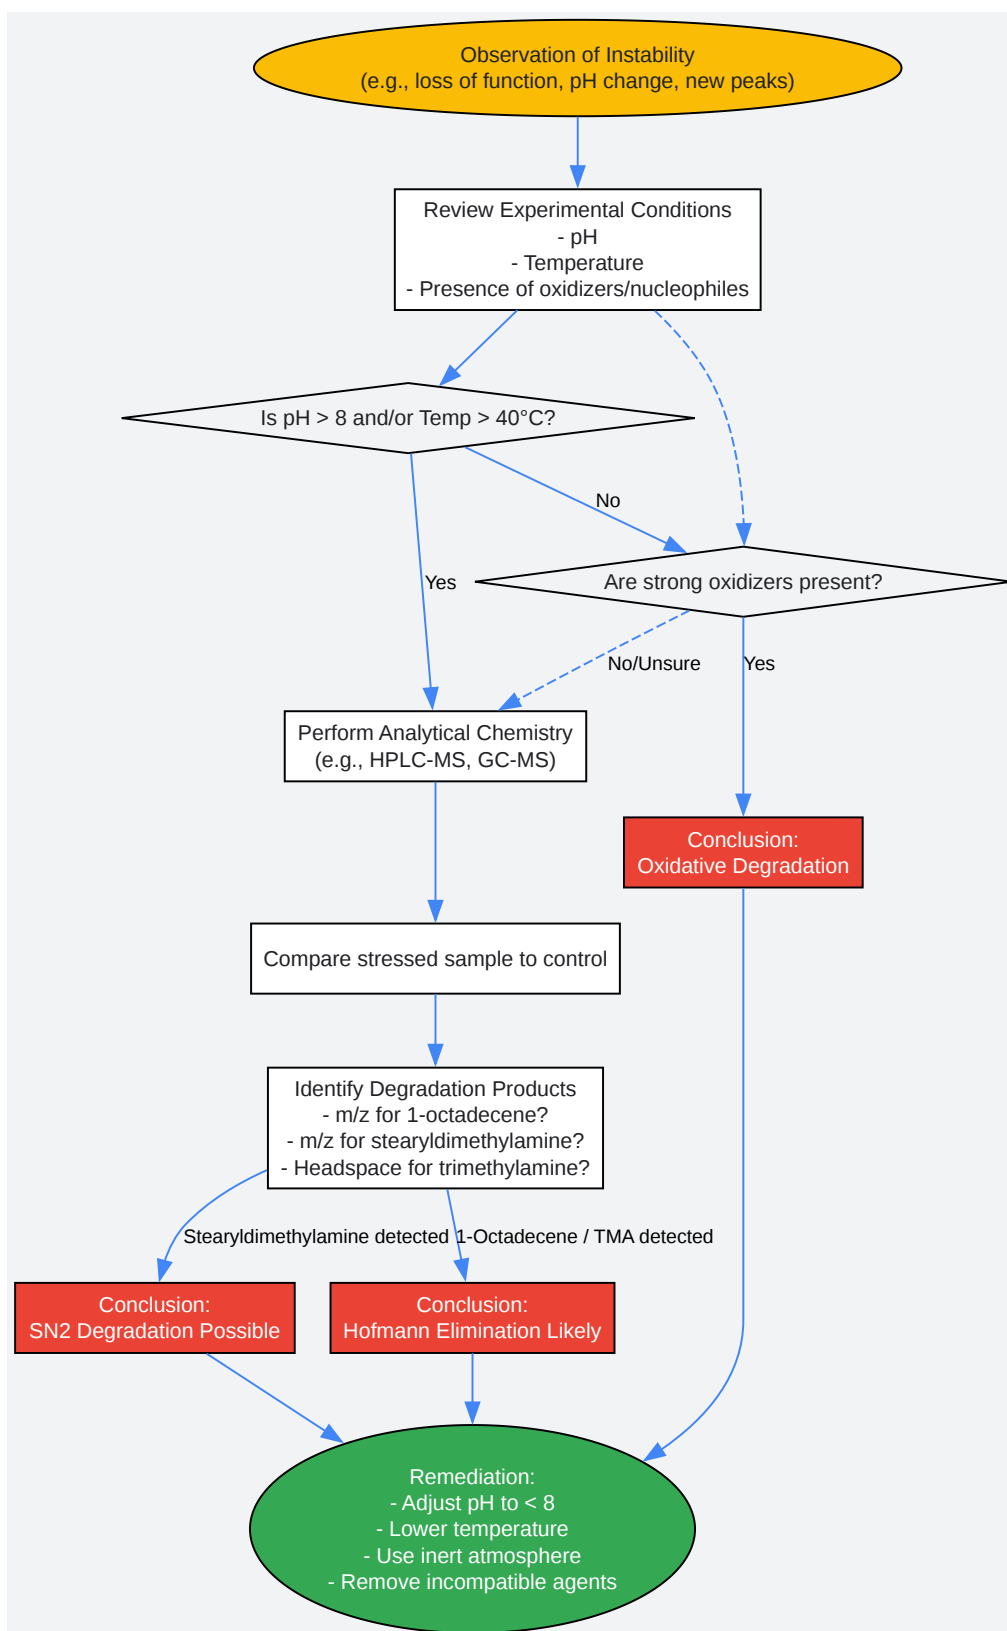 Observation of Instability
(e.g., loss of function, pH change, new peaks)
Review Experimental Conditions
- pH
- Temperature
- Presence of oxidizers/nucleophiles
Is pH > 8 and/or Temp > 40°C?
No
Are strong oxidizers present?
Yes
No/Unsure
Yes
Perform Analytical Chemistry
(e.g., HPLC-MS, GC-MS)
Conclusion:
Oxidative Degradation
Compare stressed sample to control
Identify Degradation Products
- m/z for 1-octadecene?
- m/z for stearyldimethylamine?
- Headspace for trimethylamine?
Stearyldimethylamine detected
1-Octadecene / TMA detected
Conclusion:
SN2 Degradation Possible
Conclusion:
Hofmann Elimination Likely
Remediation:
- Adjust pH to < 8
- Lower temperature
- Use inert atmosphere
- Remove incompatible agents